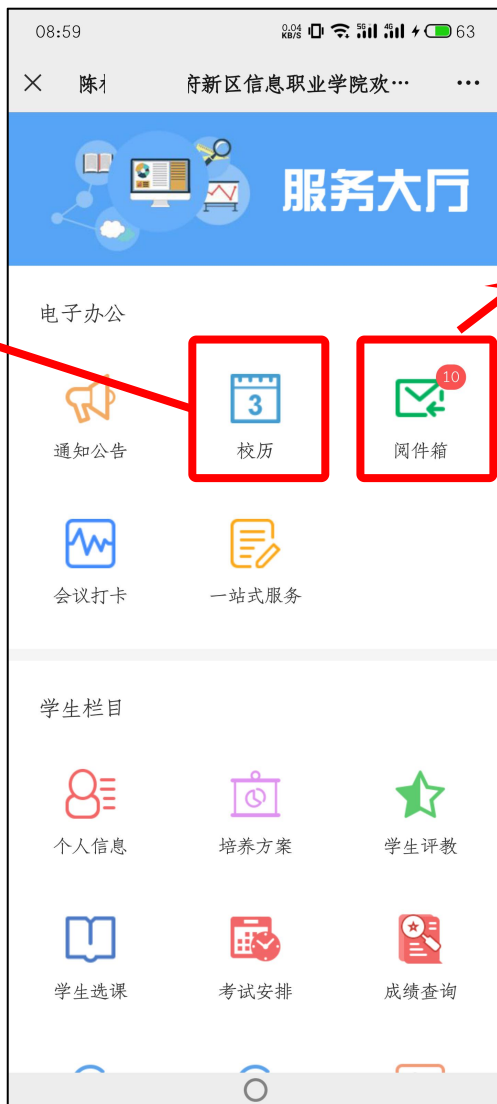 08:59 0.04 KB/S 5G 4G 63
陈 府新区信息职业学院欢… …
服务大厅
电子办公
3 10
通知公告 校历 阅件箱
会议打卡 一站式服务
学生栏目
个人信息 培养方案 学生评教
学生选课 考试安排 成绩查询